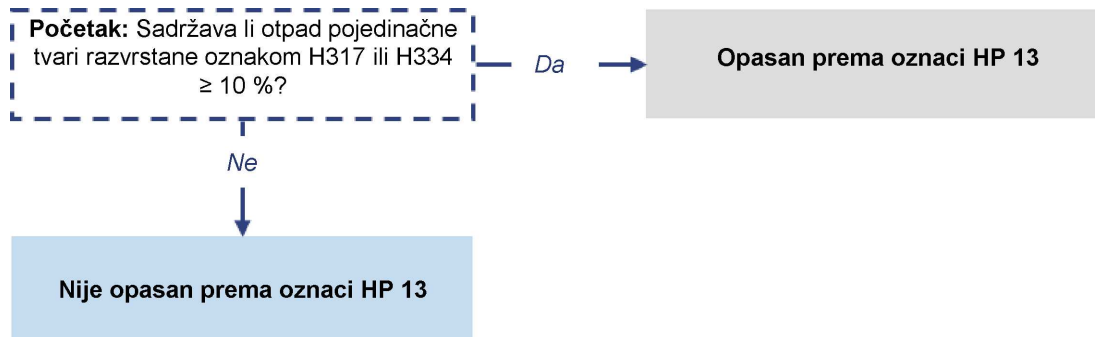 Početak: Sadržava li otpad pojedinačne
tvari razvrstane oznakom H317 ili H334
≥ 10 %?
Da
Opasan prema oznaci HP 13
Ne
Nije opasan prema oznaci HP 13